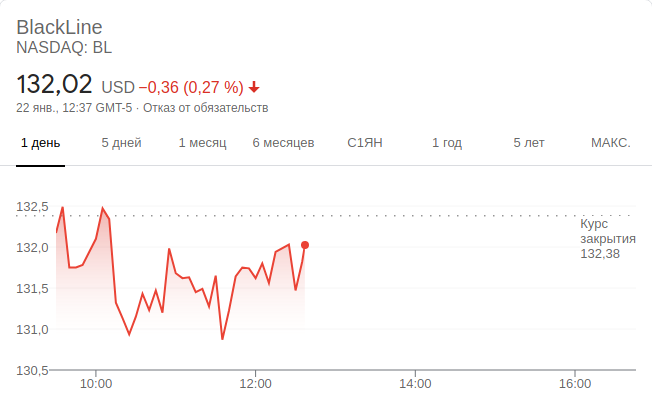 BlackLine
NASDAQ: BL
132,02 USD −0,36 (0,27 %)
22 янв., 12:37 GMT-5 · Отказ от обязательств
1 день 5 дней 1 месяц 6 месяцев С1ЯН 1 год 5 лет МАКС.
132,5
Курс
132,0 закрытия
132,38
131,5
131,0
130,5
10:00 12:00 14:00 16:00